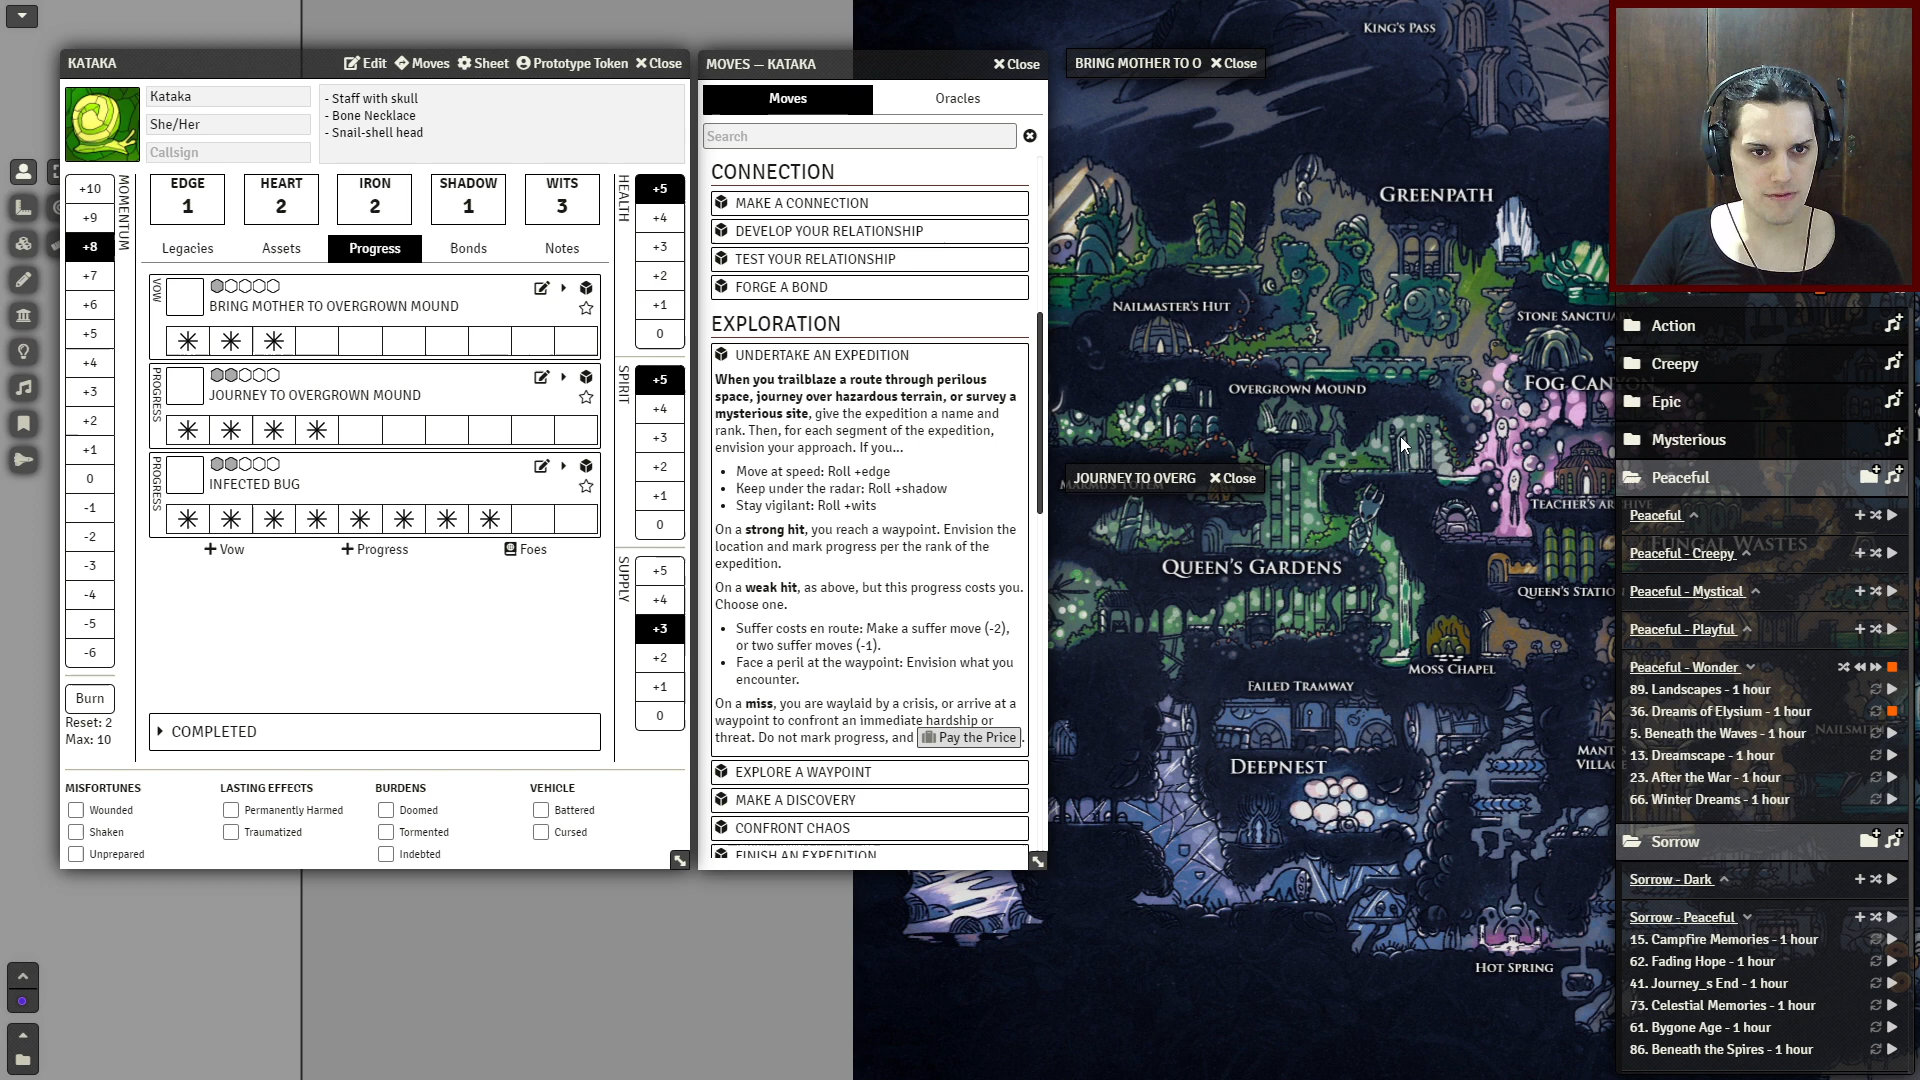 KATAKA
Edit
Moves
Sheet
Prototype Token
Close
Kataka
She/Her
Callsign
- Staff with skull
- Bone Necklace
- Snail-shell head
MOMENTUM
+10
+9
+8
+7
+6
+5
+4
+3
+2
+1
0
-1
-2
-3
-4
-5
-6
Burn
Reset: 2
Max: 10
EDGE
1
HEART
2
IRON
2
SHADOW
1
WITS
3
Legacies
Assets
Progress
Bonds
Notes
VOW
BRING MOTHER TO OVERGROWN MOUND
PROGRESS
JOURNEY TO OVERGROWN MOUND
PROGRESS
INFECTED BUG
+ Vow
+ Progress
Foes
COMPLETED
HEALTH
+5
+4
+3
+2
+1
0
SPIRIT
+5
+4
+3
+2
+1
0
SUPPLY
+5
+4
+3
+2
+1
0
MISFORTUNES
Wounded
Shaken
Unprepared
LASTING EFFECTS
Permanently Harmed
Traumatized
BURDENS
Doomed
Tormented
Indebted
VEHICLE
Battered
Cursed
MOVES — KATAKA
Close
Moves
Oracles
Search
CONNECTION
MAKE A CONNECTION
DEVELOP YOUR RELATIONSHIP
TEST YOUR RELATIONSHIP
FORGE A BOND
EXPLORATION
UNDERTAKE AN EXPEDITION
When you trailblaze a route through perilous
space, journey over hazardous terrain, or survey a
mysterious site, give the expedition a name and
rank. Then, for each segment of the expedition,
envision your approach. If you...
• Move at speed: Roll +edge
• Keep under the radar: Roll +shadow
• Stay vigilant: Roll +wits
On a strong hit, you reach a waypoint. Envision the
location and mark progress per the rank of the
expedition.
On a weak hit, as above, but this progress costs you.
Choose one.
• Suffer costs en route: Make a suffer move (-2),
or two suffer moves (-1).
• Face a peril at the waypoint: Envision what you
encounter.
On a miss, you are waylaid by a crisis, or arrive at a
waypoint to confront an immediate hardship or
threat. Do not mark progress, and Pay the Price .
EXPLORE A WAYPOINT
MAKE A DISCOVERY
CONFRONT CHAOS
FINISH AN EXPEDITION
BRING MOTHER TO O
Close
JOURNEY TO OVERG
Close
KING'S PASS
GREENPATH
NAILMASTER'S HUT
STONE SANCTU
OVERGROWN MOUND
FOG CANYON
TEACHER'S ARCHIVE
FUNGAL WASTES
QUEEN'S GARDENS
QUEEN'S STATIO
MOSS CHAPEL
FAILED TRAMWAY
DEEPNEST
MANT
VILLAG
NAILSMI
HOT SPRING
Action
Creepy
Epic
Mysterious
Peaceful
Peaceful
Peaceful - Creepy
Peaceful - Mystical
Peaceful - Playful
Peaceful - Wonder
89. Landscapes - 1 hour
36. Dreams of Elysium - 1 hour
5. Beneath the Waves - 1 hour
13. Dreamscape - 1 hour
23. After the War - 1 hour
66. Winter Dreams - 1 hour
Sorrow
Sorrow - Dark
Sorrow - Peaceful
15. Campfire Memories - 1 hour
62. Fading Hope - 1 hour
41. Journey_s End - 1 hour
73. Celestial Memories - 1 hour
61. Bygone Age - 1 hour
86. Beneath the Spires - 1 hour